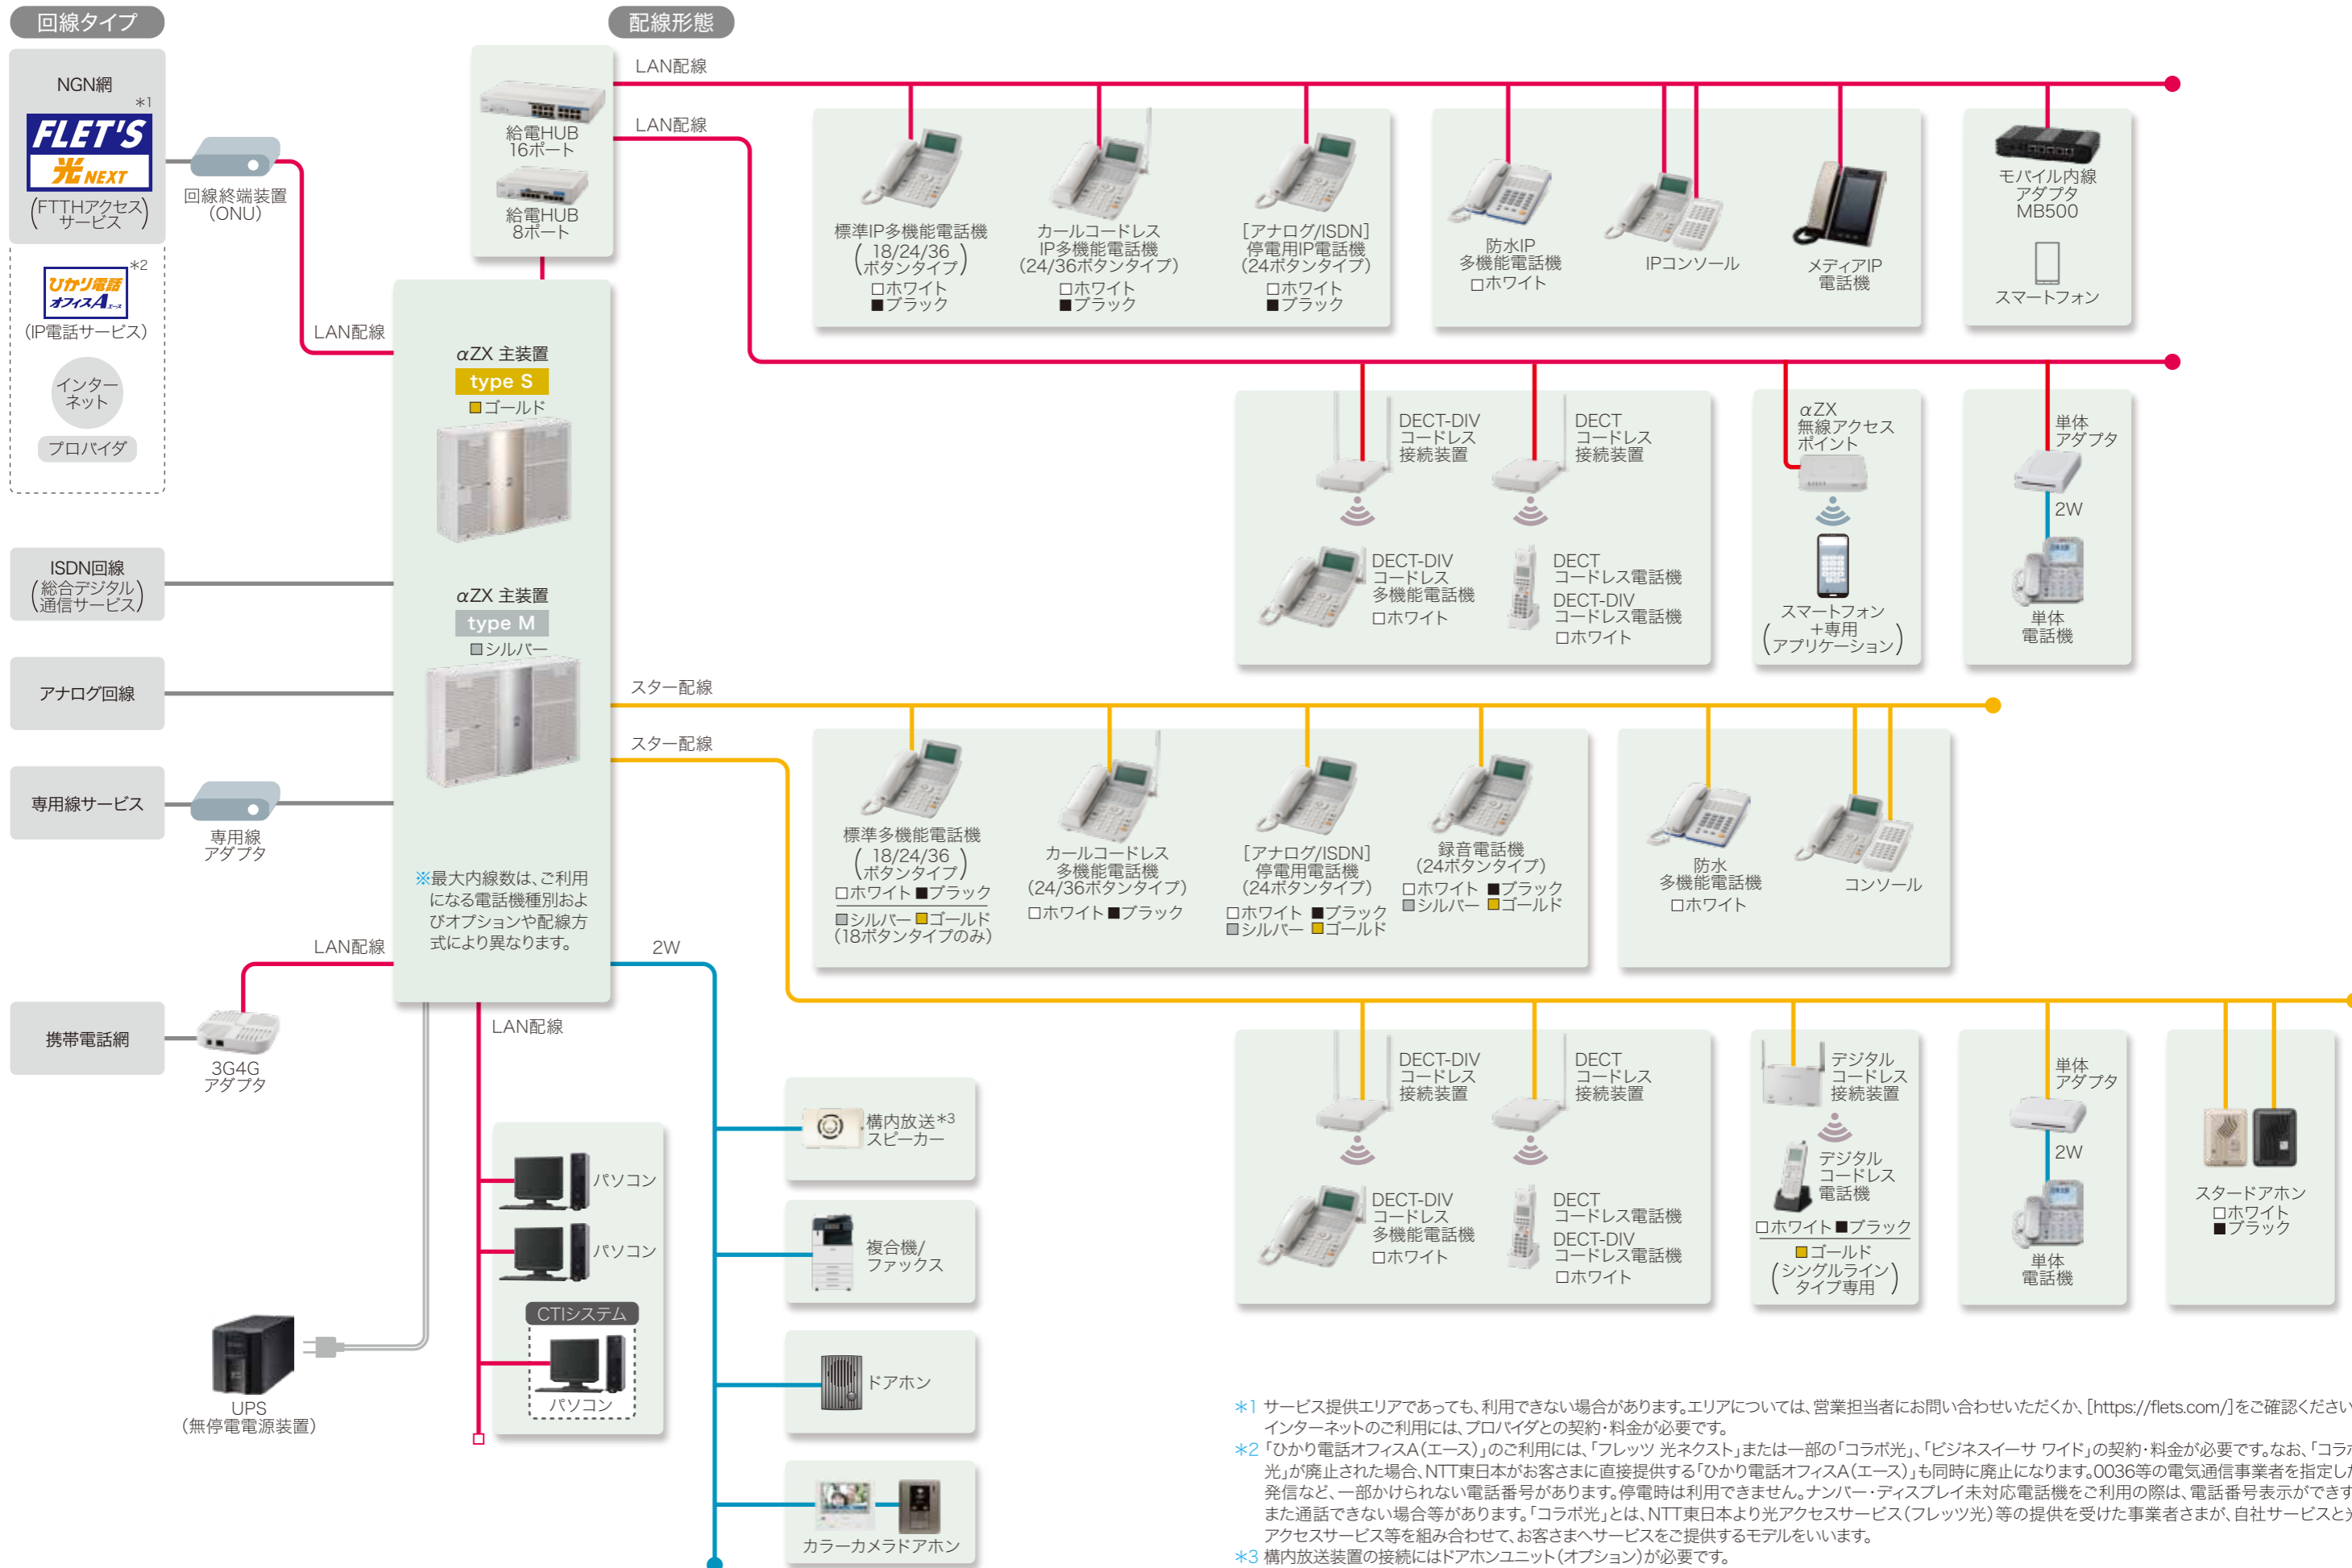 回線タイプ
配線形態
NGN網
*1
FLET'S
光 NEXT
(FTTHアクセス
サービス)
回線終端装置
(ONU)
*2
ひかり電話
オフィスA エース
(IP電話サービス)
インター
ネット
プロバイダ
LAN配線
ISDN回線
(総合デジタル
通信サービス)
アナログ回線
専用線サービス
専用線
アダプタ
LAN配線
携帯電話網
3G4G
アダプタ
UPS
(無停電電源装置)
給電HUB
16ポート
給電HUB
8ポート
αZX 主装置
type S
■ゴールド
αZX 主装置
type M
■シルバー
※最大内線数は、ご利用
になる電話機種別およ
びオプションや配線方
式により異なります。
LAN配線
LAN配線
標準IP多機能電話機
(18/24/36
ボタンタイプ)
□ホワイト
■ブラック
カールコードレス
IP多機能電話機
(24/36ボタンタイプ)
□ホワイト
■ブラック
[アナログ/ISDN]
停電用IP電話機
(24ボタンタイプ)
□ホワイト
■ブラック
防水IP
多機能電話機
□ホワイト
IPコンソール
メディアIP
電話機
モバイル内線
アダプタ
MB500
スマートフォン
DECT-DIV
コードレス
接続装置
DECT
コードレス
接続装置
DECT-DIV
コードレス
多機能電話機
□ホワイト
DECT
コードレス電話機
DECT-DIV
コードレス電話機
□ホワイト
αZX
無線アクセス
ポイント
スマートフォン
(+専用
アプリケーション)
単体
アダプタ
2W
単体
電話機
スター配線
スター配線
標準多機能電話機
(18/24/36
ボタンタイプ)
□ホワイト ■ブラック
■シルバー ■ゴールド
(18ボタンタイプのみ)
カールコードレス
多機能電話機
(24/36ボタンタイプ)
□ホワイト ■ブラック
[アナログ/ISDN]
停電用電話機
(24ボタンタイプ)
□ホワイト ■ブラック
■シルバー ■ゴールド
録音電話機
(24ボタンタイプ)
□ホワイト ■ブラック
■シルバー ■ゴールド
防水
多機能電話機
□ホワイト
コンソール
DECT-DIV
コードレス
接続装置
DECT
コードレス
接続装置
DECT-DIV
コードレス
多機能電話機
□ホワイト
DECT
コードレス電話機
DECT-DIV
コードレス電話機
□ホワイト
デジタル
コードレス
接続装置
デジタル
コードレス
電話機
□ホワイト ■ブラック
■ゴールド
(シングルライン
タイプ専用)
単体
アダプタ
2W
単体
電話機
スタードアホン
□ホワイト
■ブラック
2W
LAN配線
パソコン
パソコン
CTIシステム
パソコン
構内放送*3
スピーカー
複合機/
ファックス
ドアホン
カラーカメラドアホン
*1 サービス提供エリアであっても、利用できない場合があります。エリアについては、営業担当者にお問い合わせいただくか、[https://flets.com/]をご確認ください
インターネットのご利用には、プロバイダとの契約・料金が必要です。
*2 「ひかり電話オフィスA(エース)」のご利用には、「フレッツ 光ネクスト」または一部の「コラボ光」、「ビジネスイーサ ワイド」の契約・料金が必要です。なお、「コラボ
光」が廃止された場合、NTT東日本がお客さまに直接提供する「ひかり電話オフィスA(エース)」も同時に廃止になります。0036等の電気通信事業者を指定した
発信など、一部かけられない電話番号があります。停電時は利用できません。ナンバー・ディスプレイ未対応電話機をご利用の際は、電話番号表示ができず
また通話できない場合等があります。「コラボ光」とは、NTT東日本より光アクセスサービス(フレッツ光)等の提供を受けた事業者さまが、自社サービスと光
アクセスサービス等を組み合わせて、お客さまへサービスをご提供するモデルをいいます。
*3 構内放送装置の接続にはドアホンユニット(オプション)が必要です。